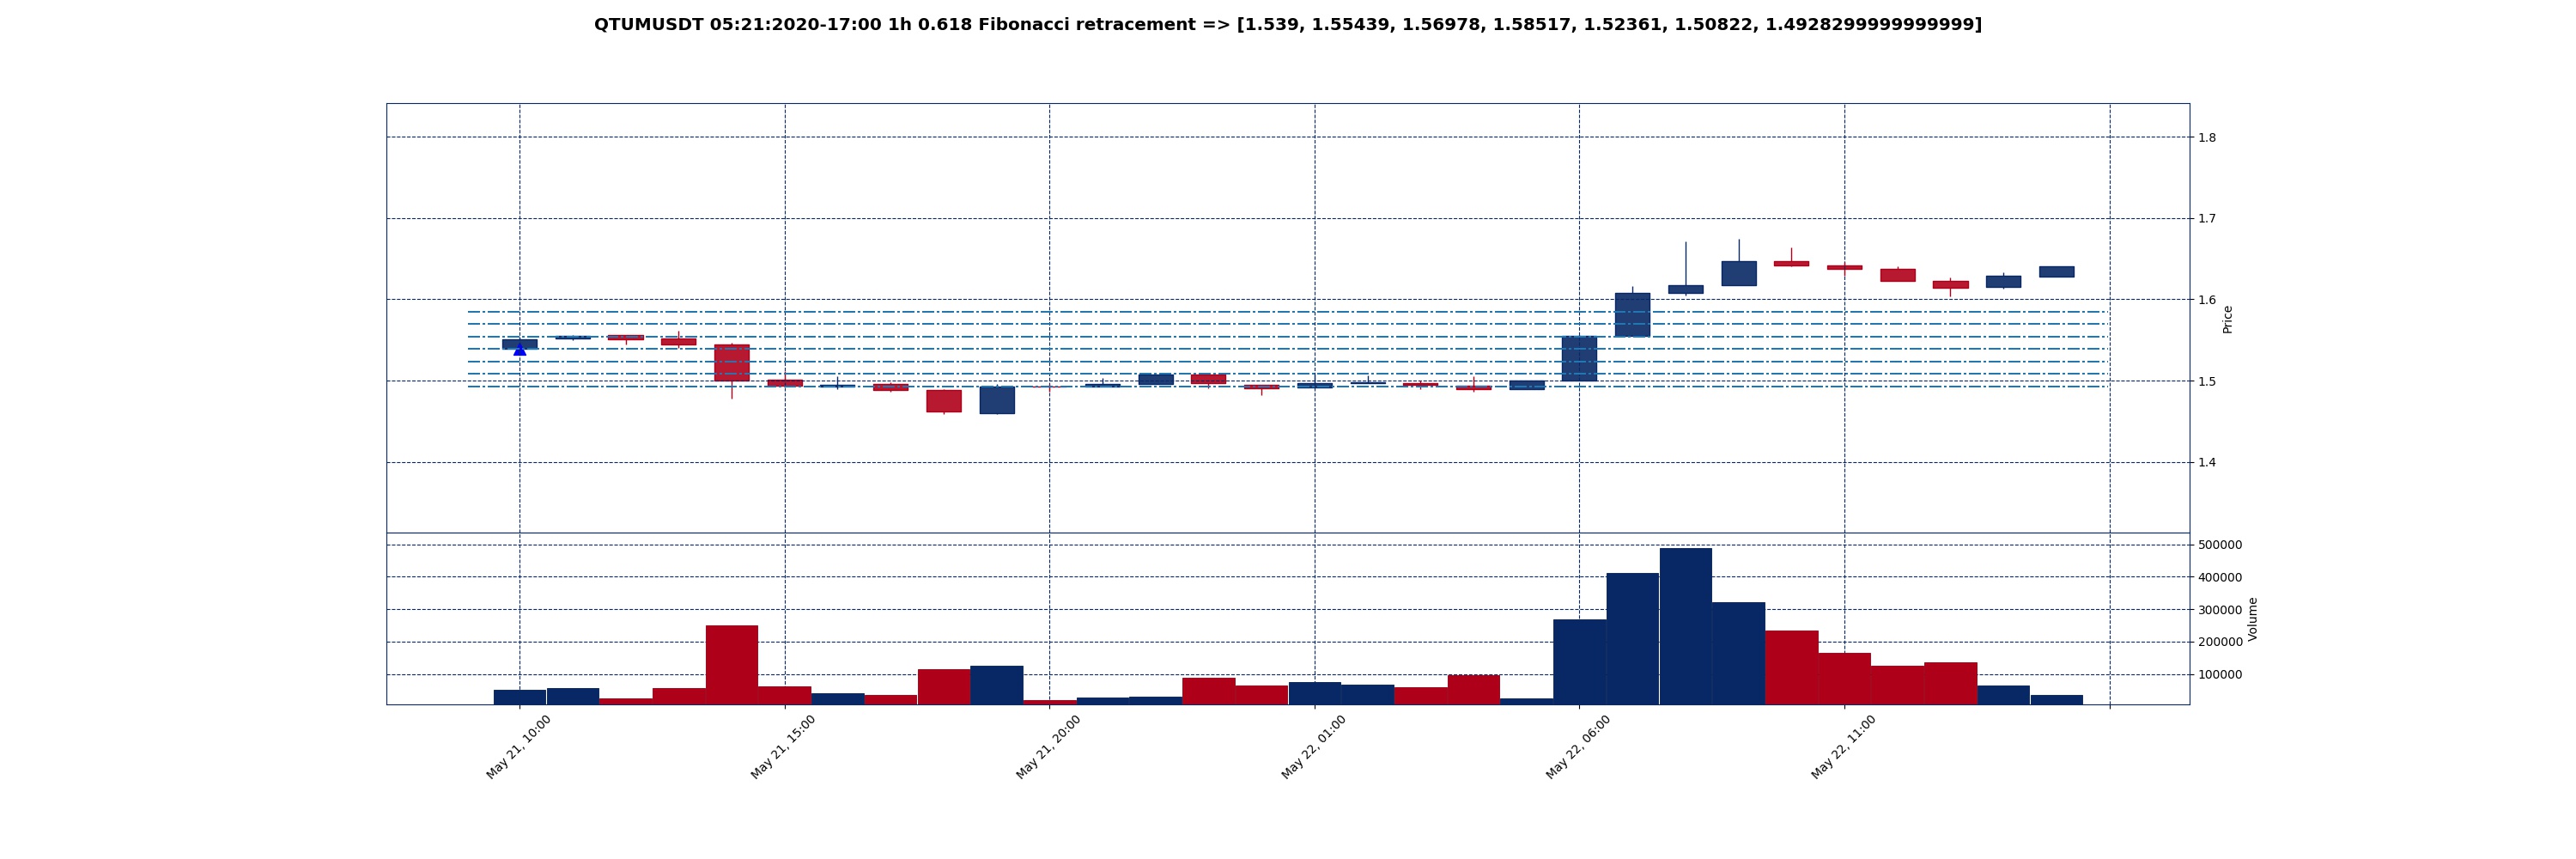 QTUMUSDT 05:21:2020-17:00 1h 0.618 Fibonacci retracement => [1.539, 1.55439, 1.56978, 1.58517, 1.52361, 1.50822, 1.4928299999999999]
1.8
1.7
1.6
Price
1.5
1.4
500000
400000
300000
Volume
200000
100000
May 21, 10:00
May 21, 15:00
May 21, 20:00
May 22, 01:00
May 22, 06:00
May 22, 11:00